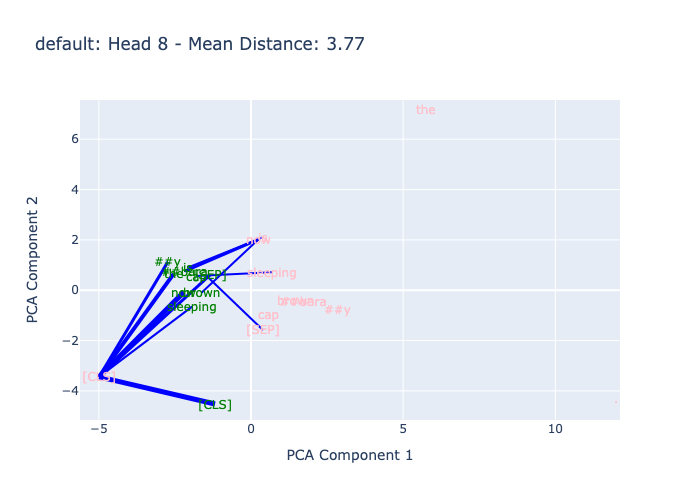 default: Head 8 - Mean Distance: 3.77
the
6
4
2
sleeping
##y
[SEP]
0
brown
sleeping
##y
cap
[SEP]
−2
[CLS]
−4
[CLS]
−5
0
5
10
PCA Component 1
PCA Component 2